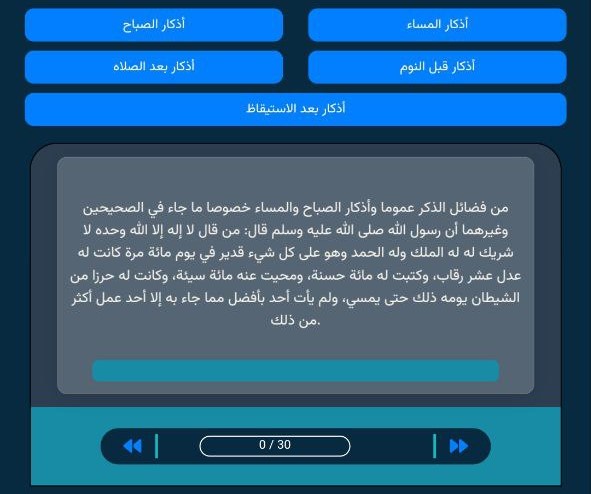 أذكار المساء
أذكار الصباح
أذكار قبل النوم
أذكار بعد الصلاه
أذكار بعد الاستيقاظ
من فضائل الذكر عموما وأذكار الصباح والمساء خصوصا ما جاء في الصحيحين
وغيرهما أن رسول الله صلى الله عليه وسلم قال: من قال لا إله إلا الله وحده لا
شريك له له الملك وله الحمد وهو على كل شيء قدير في يوم مائة مرة كانت له
عدل عشر رقاب، وكتبت له مائة حسنة، ومحيت عنه مائة سيئة، وكانت له حرزا من
الشيطان يومه ذلك حتى يمسي، ولم يأت أحد بأفضل مما جاء به إلا أحد عمل أكثر
من ذلك.
0 / 30